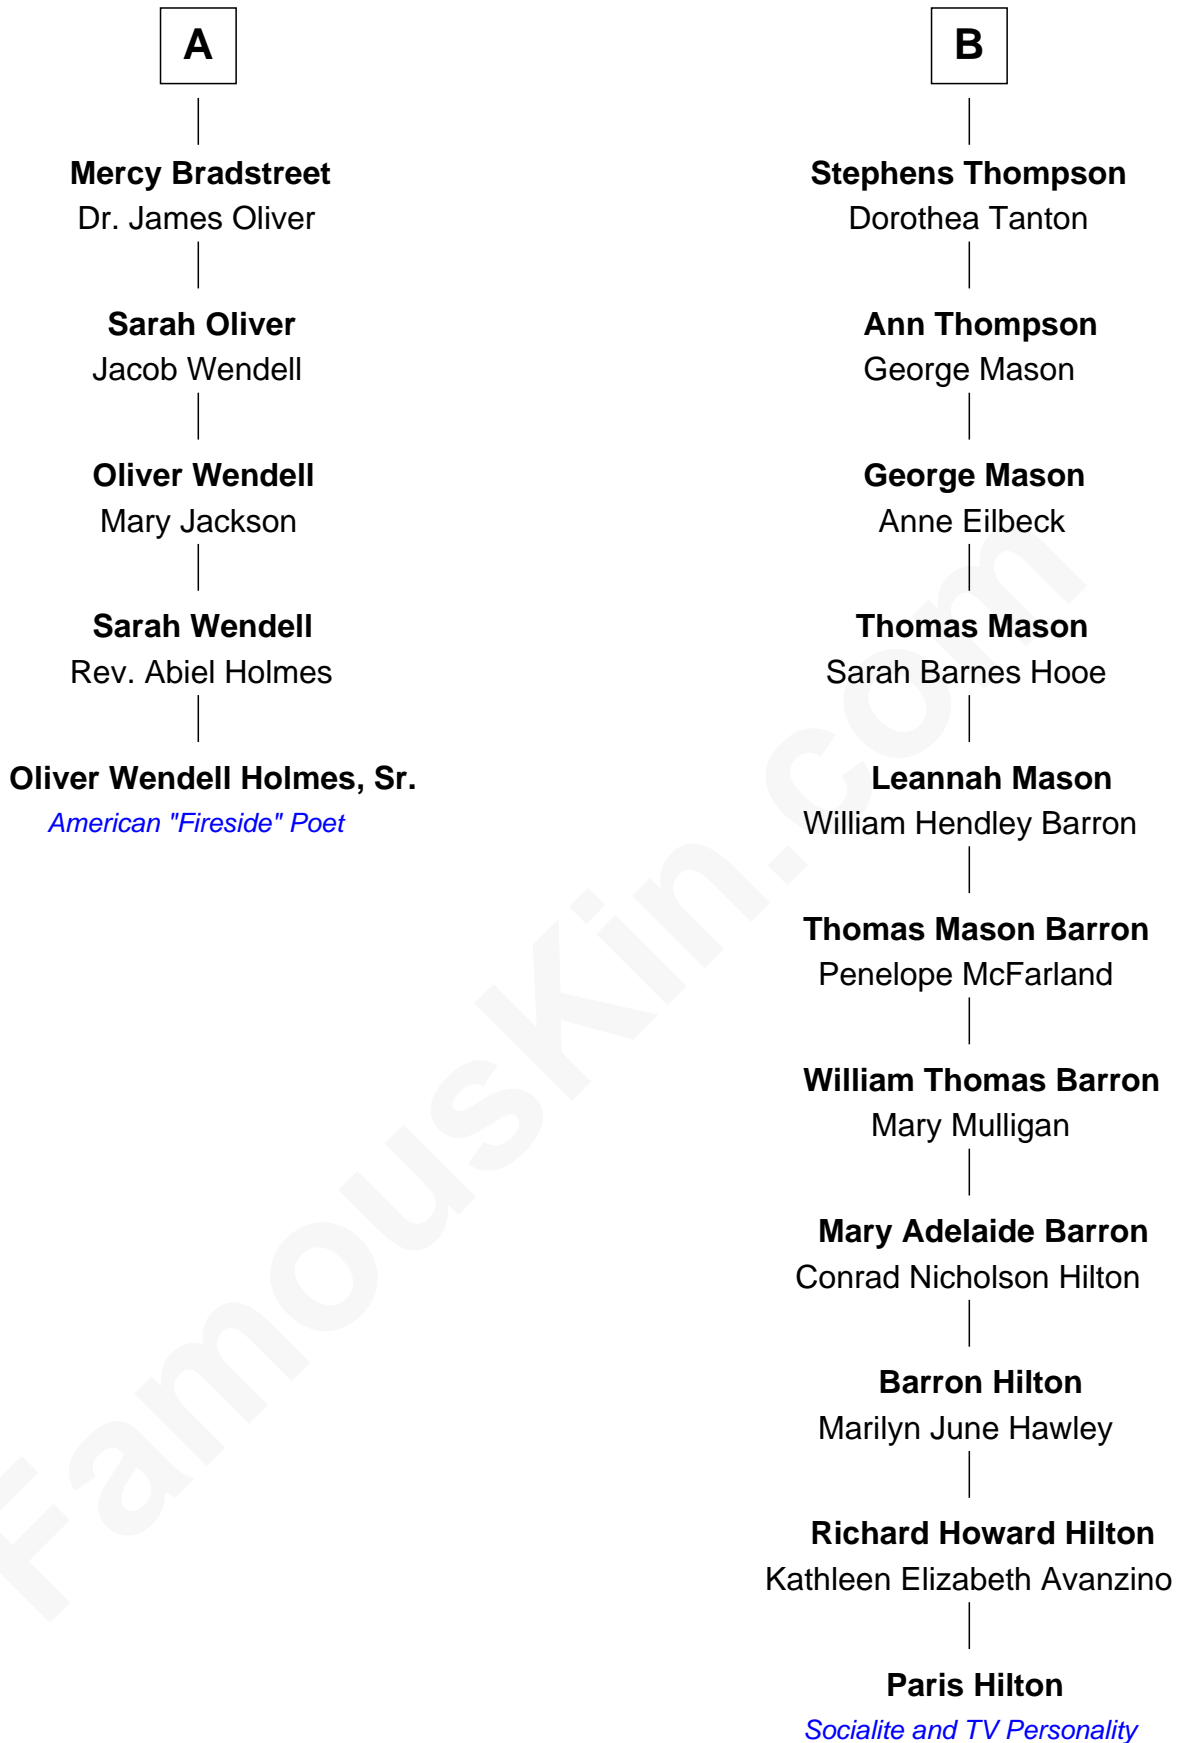 A
Mercy Bradstreet
Dr. James Oliver
Sarah Oliver
Jacob Wendell
Oliver Wendell
Mary Jackson
Sarah Wendell
Rev. Abiel Holmes
Oliver Wendell Holmes, Sr.
American "Fireside" Poet
B
Stephens Thompson
Dorothea Tanton
Ann Thompson
George Mason
George Mason
Anne Eilbeck
Thomas Mason
Sarah Barnes Hooe
Leannah Mason
William Hendley Barron
Thomas Mason Barron
Penelope McFarland
William Thomas Barron
Mary Mulligan
Mary Adelaide Barron
Conrad Nicholson Hilton
Barron Hilton
Marilyn June Hawley
Richard Howard Hilton
Kathleen Elizabeth Avanzino
Paris Hilton
Socialite and TV Personality
FamousKin.com